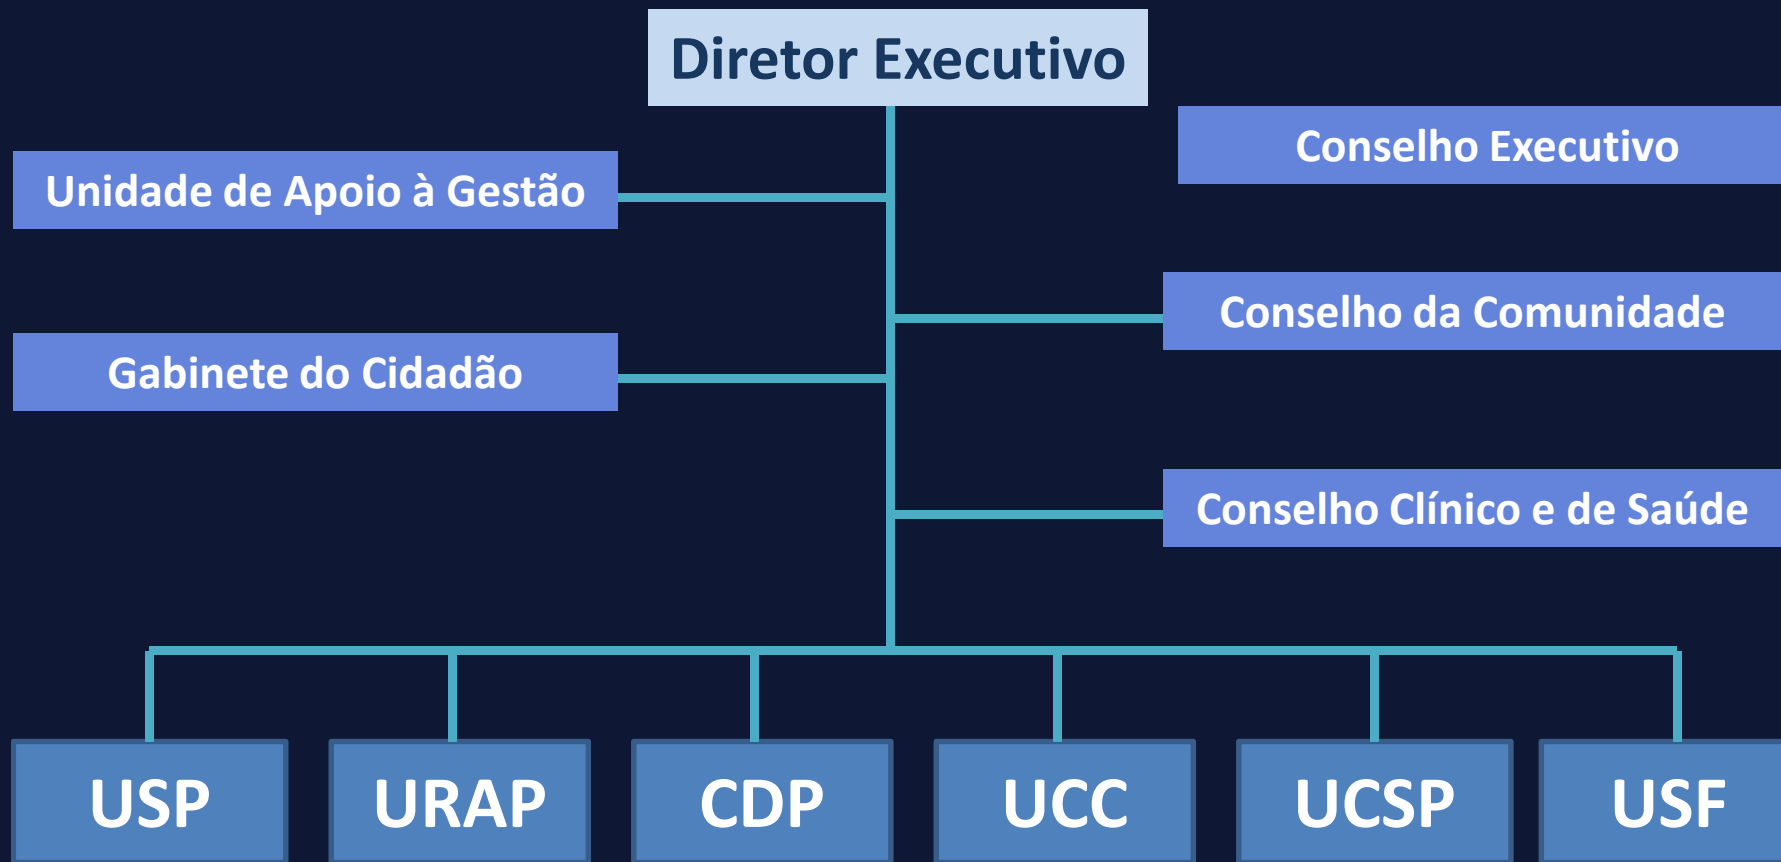 Diretor Executivo
Conselho Executivo
Unidade de Apoio à Gestão
Conselho da Comunidade
Gabinete do Cidadão
Conselho Clínico e de Saúde
USP
URAP
CDP
UCC
UCSP
USF